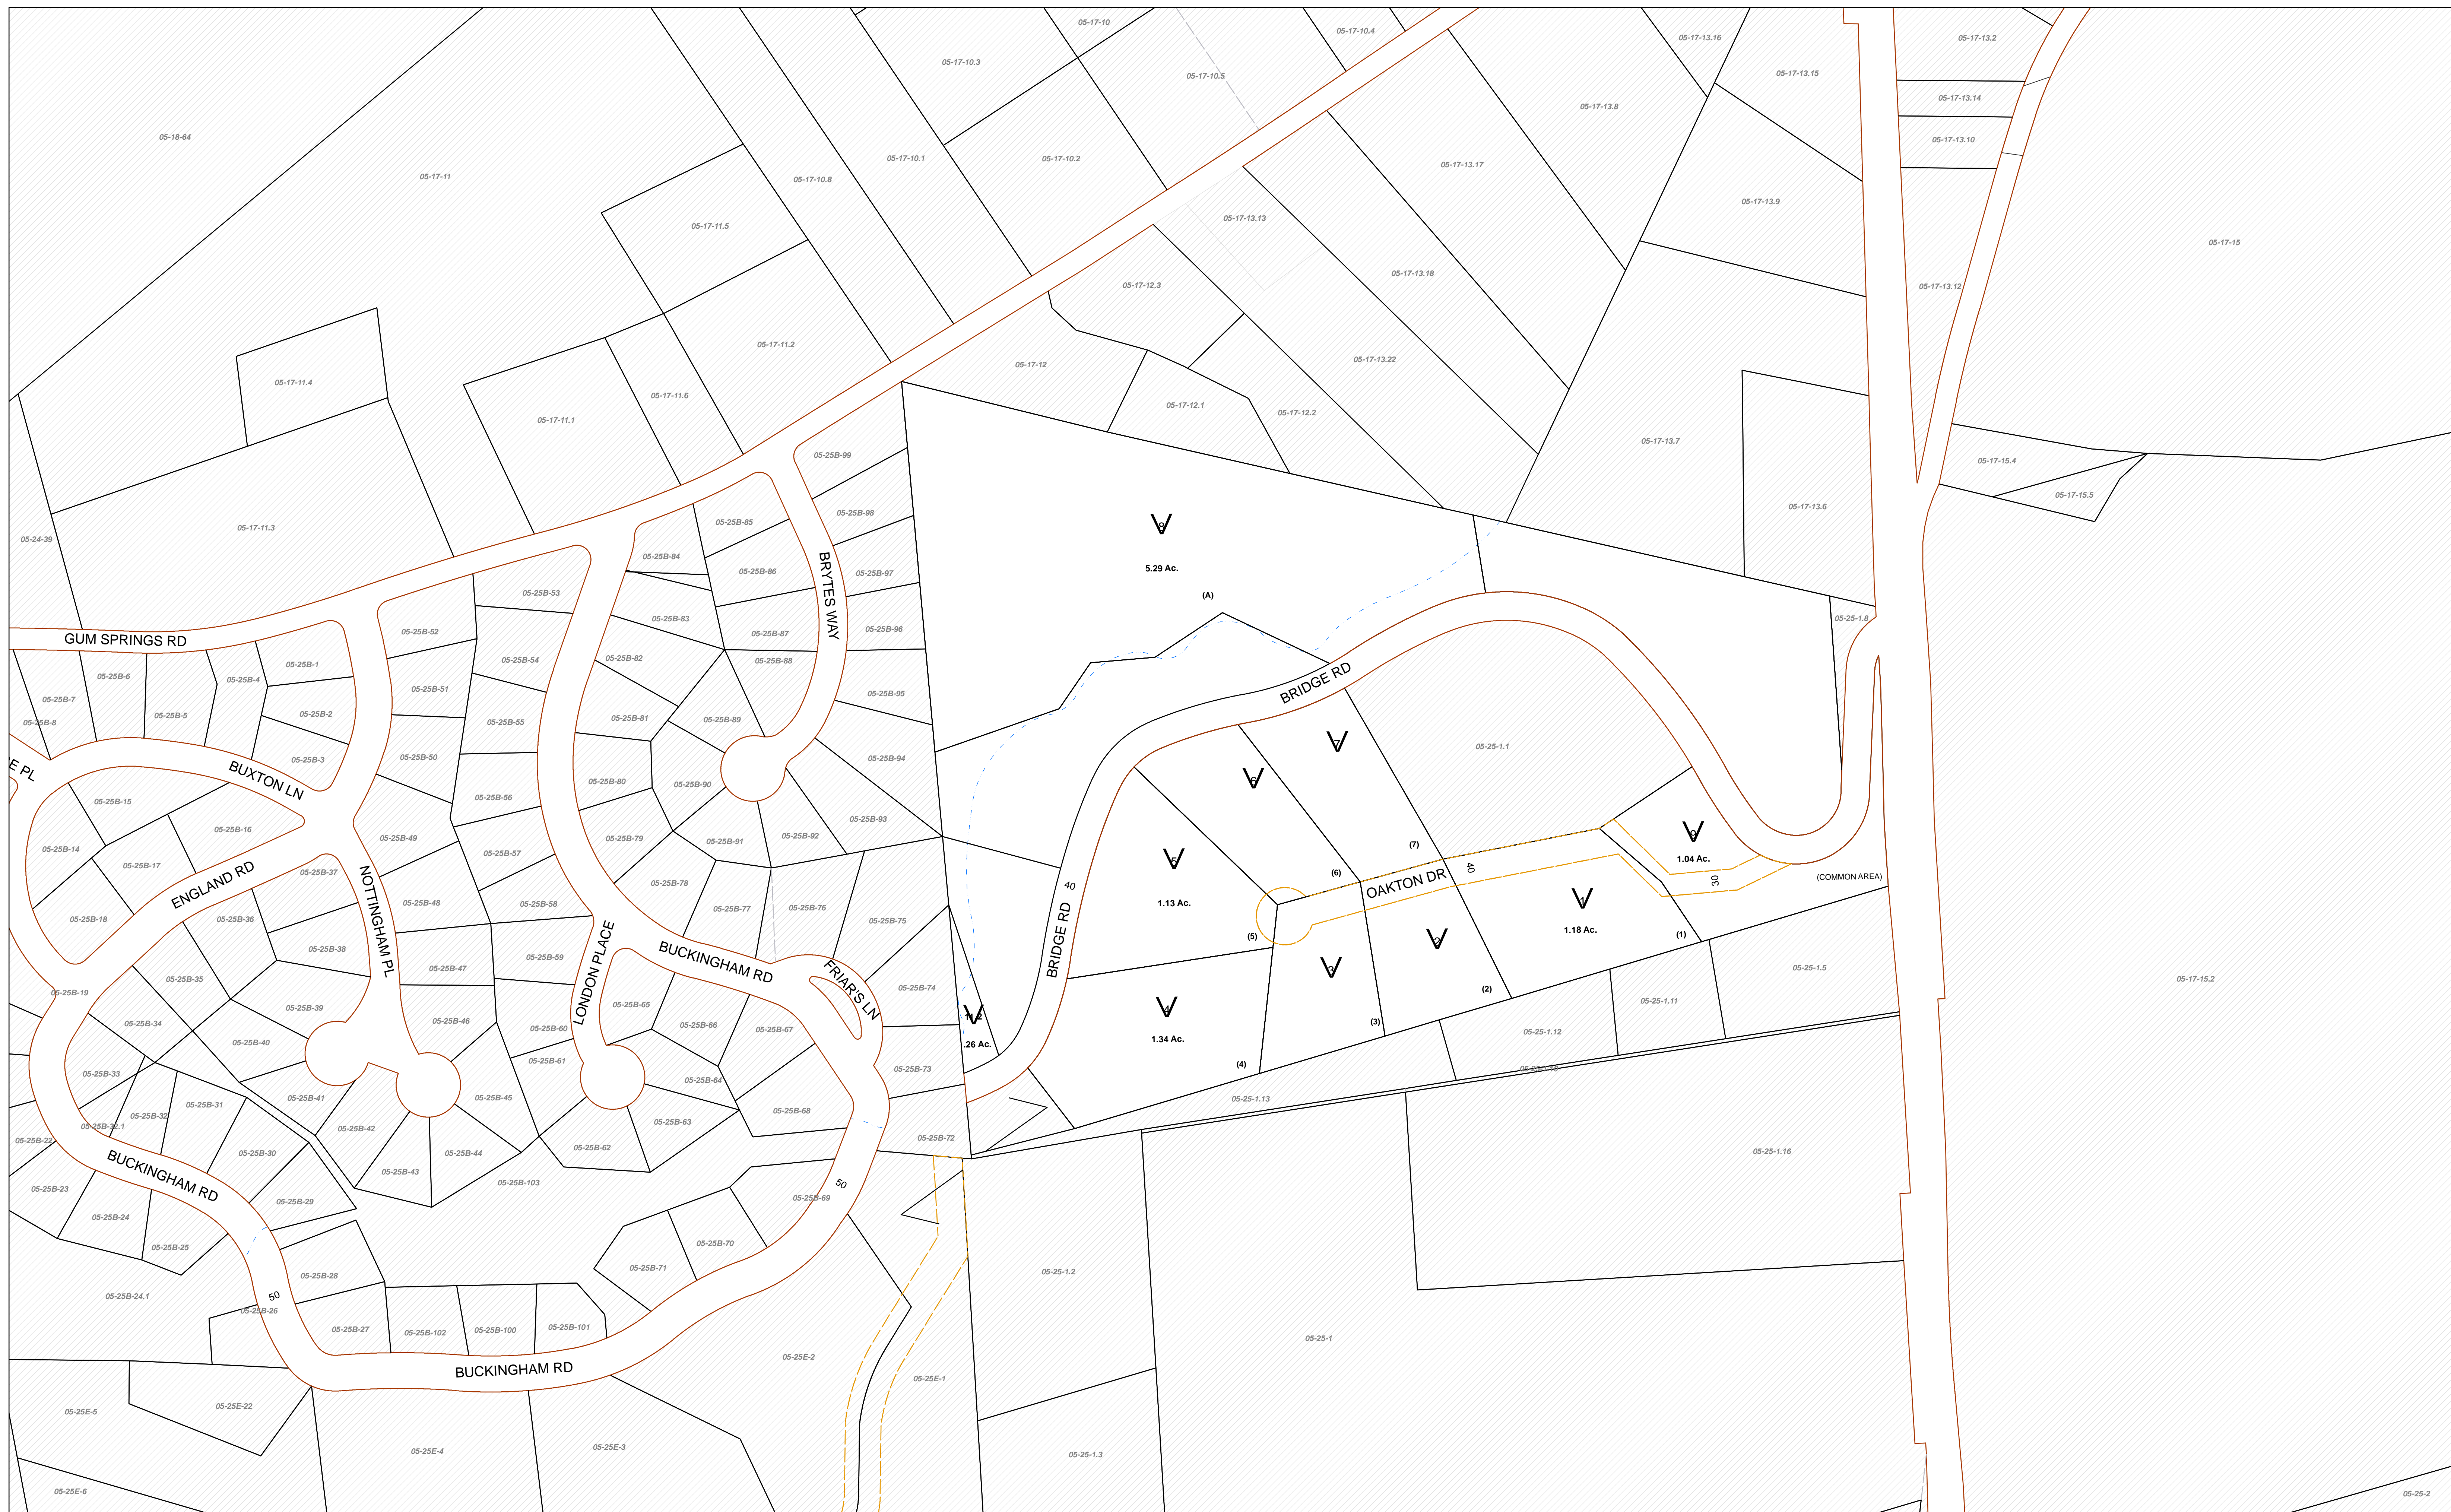 05-17-10
05-17-10.4
05-17-13.16
05-17-13.2
05-17-10.3
05-17-10.5
05-17-13.15
05-17-13.14
05-17-13.8
05-18-64
05-17-13.10
05-17-10.1
05-17-10.2
05-17-13.17
05-17-11
05-17-10.8
05-17-13.9
05-17-11.5
05-17-13.13
05-17-15
05-17-13.18
05-17-12.3
05-17-13.12
05-17-11.2
05-17-12
05-17-13.22
05-17-11.4
05-17-11.6
05-17-12.1
05-17-12.2
05-17-11.1
05-17-13.7
05-25B-99
05-17-15.4
05-17-15.5
05-17-13.6
05-25B-98
05-25B-85
8
05-17-11.3
05-24-39
05-25B-84
5.29 Ac.
05-25B-86
05-25B-97
BRYTES WAY
05-25B-53
(A)
05-25B-83
05-25-1.8
05-25B-52
05-25B-87
05-25B-96
GUM SPRINGS RD
05-25B-54
05-25B-82
05-25B-88
05-25B-1
05-25B-6
05-25B-4
BRIDGE RD
05-25B-51
05-25B-95
05-25B-7
05-25B-5
05-25B-2
05-25B-8
05-25B-55
05-25B-81
05-25B-89
7
05-25-1.1
05-25B-50
05-25B-3
05-25B-94
E PL
BUXTON LN
05-25B-80
05-25B-90
6
05-25B-56
05-25B-15
05-25B-16
05-25B-49
05-25B-79
05-25B-91
05-25B-92
05-25B-93
9
05-25B-14
05-25B-17
05-25B-57
5
(7)
1.04 Ac.
ENGLAND RD
05-25B-37
05-25B-78
40
(6)
OAKTON DR
40
30
(COMMON AREA)
05-25B-48
05-25B-58
05-25B-77
05-25B-76
1.13 Ac.
1
05-25B-18
05-25B-36
NOTTINGHAM PL
05-25B-75
BRIDGE RD
(5)
2
1.18 Ac.
(1)
05-25B-38
05-25B-59
LONDON PLACE
BUCKINGHAM RD
05-25B-47
3
05-25-1.5
05-25B-35
FRIAR'S LN
05-25B-74
(2)
05-17-15.2
05-25B-19
05-25B-39
05-25B-65
4
05-25-1.11
05-25B-34
05-25B-46
05-25B-60
05-25B-66
05-25B-67
(3)
05-25-1.12
05-25B-40
1.34 Ac.
.26 Ac.
05-25B-61
05-25B-73
(4)
05-25B-33
05-25B-64
05-25B-41
05-25B-45
05-25-1.13
05-25B-31
05-25B-32
05-25B-68
05-25B-32.1
05-25B-42
05-25B-63
05-25B-22
05-25B-72
05-25B-62
05-25B-30
05-25B-44
05-25-1.16
BUCKINGHAM RD
05-25B-43
05-25B-103
50
05-25B-23
05-25B-29
05-25B-69
05-25B-24
05-25B-25
05-25B-70
05-25B-71
05-25-1.2
05-25B-28
05-25B-24.1
50
05-25B-26
05-25B-27
05-25B-102
05-25B-100
05-25B-101
05-25-1
05-25E-2
BUCKINGHAM RD
05-25E-1
05-25E-5
05-25E-22
05-25E-4
05-25E-3
05-25-1.3
05-25E-6
05-25-2